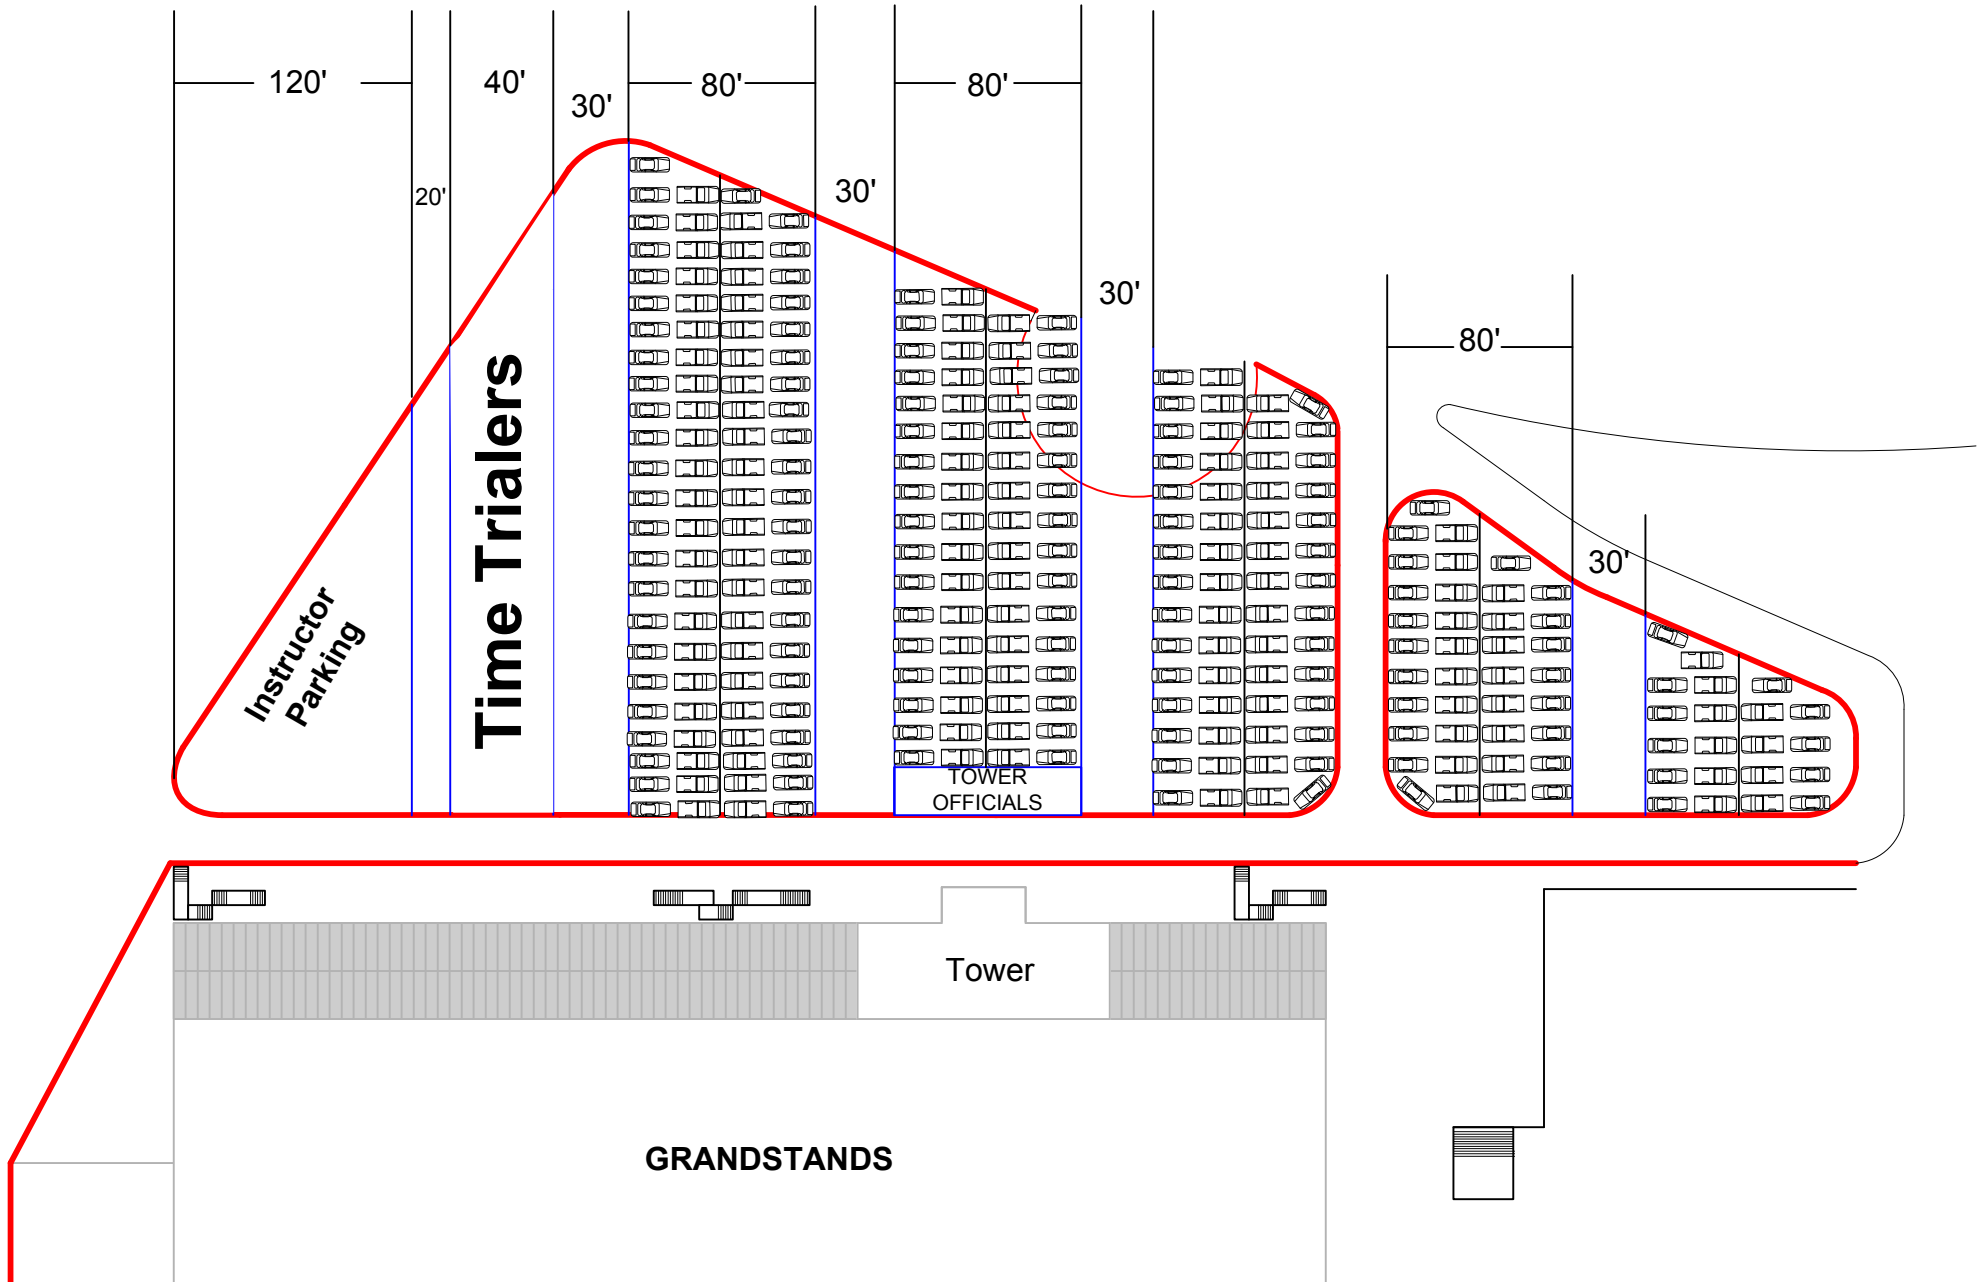 120'
40'
30'
80'
80'
20'
30'
30'
80'
30'
Instructor
Parking
Time Trialers
TOWER
OFFICIALS
Tower
GRANDSTANDS